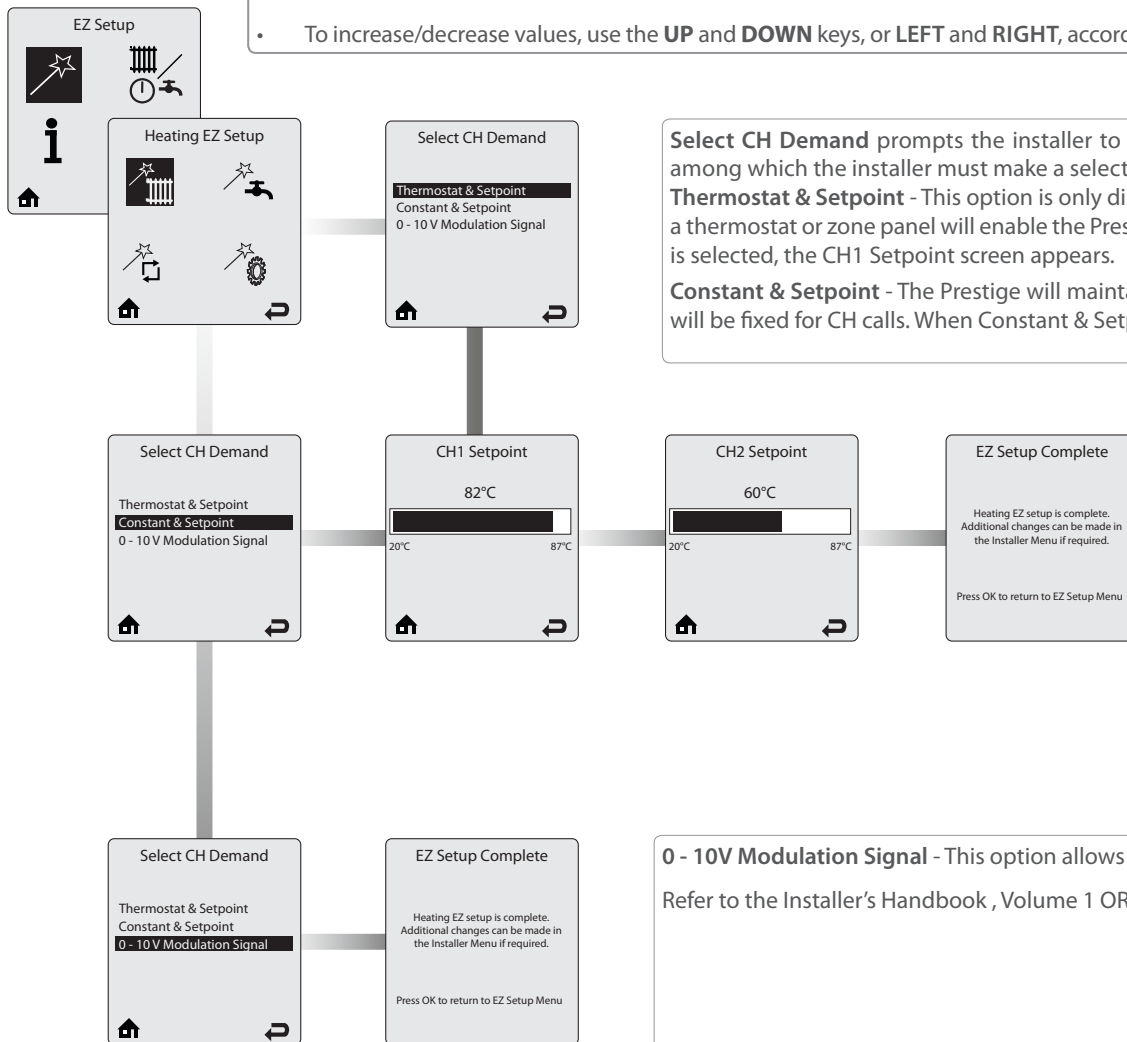 EZ Setup
• To increase/decrease values, use the UP and DOWN keys, or LEFT and RIGHT, accord
Heating EZ Setup
Select CH Demand
Thermostat & Setpoint
Constant & Setpoint
0 - 10 V Modulation Signal
Select CH Demand prompts the installer to
among which the installer must make a select
Thermostat & Setpoint - This option is only di
a thermostat or zone panel will enable the Pres
is selected, the CH1 Setpoint screen appears.
Constant & Setpoint - The Prestige will mainta
will be fixed for CH calls. When Constant & Set
Select CH Demand
Thermostat & Setpoint
Constant & Setpoint
0 - 10 V Modulation Signal
CH1 Setpoint
82°C
20°C 87°C
CH2 Setpoint
60°C
20°C 87°C
EZ Setup Complete
Heating EZ setup is complete.
Additional changes can be made in
the Installer Menu if required.
Press OK to return to EZ Setup Menu
Select CH Demand
Thermostat & Setpoint
Constant & Setpoint
0 - 10 V Modulation Signal
EZ Setup Complete
Heating EZ setup is complete.
Additional changes can be made in
the Installer Menu if required.
Press OK to return to EZ Setup Menu
0 - 10V Modulation Signal - This option allows
Refer to the Installer's Handbook , Volume 1 OR